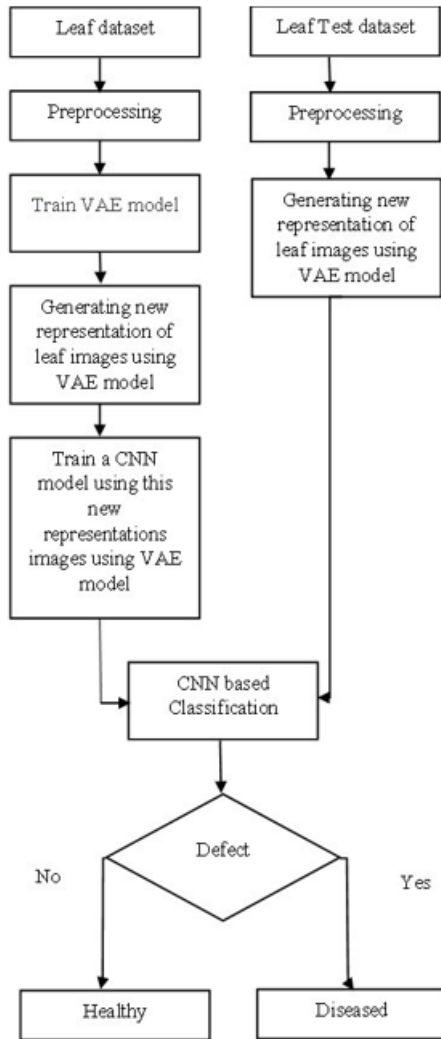 Leaf dataset
Preprocessing
Train VAE model
Generating new
representation of
leaf images using
VAE model
Train a CNN
model using this
new
representations
images using VAE
model
Leaf Test dataset
Preprocessing
Generating new
representation of
leaf images using
VAE model
CNN based
Classification
Defect
No
Yes
Healthy
Diseased